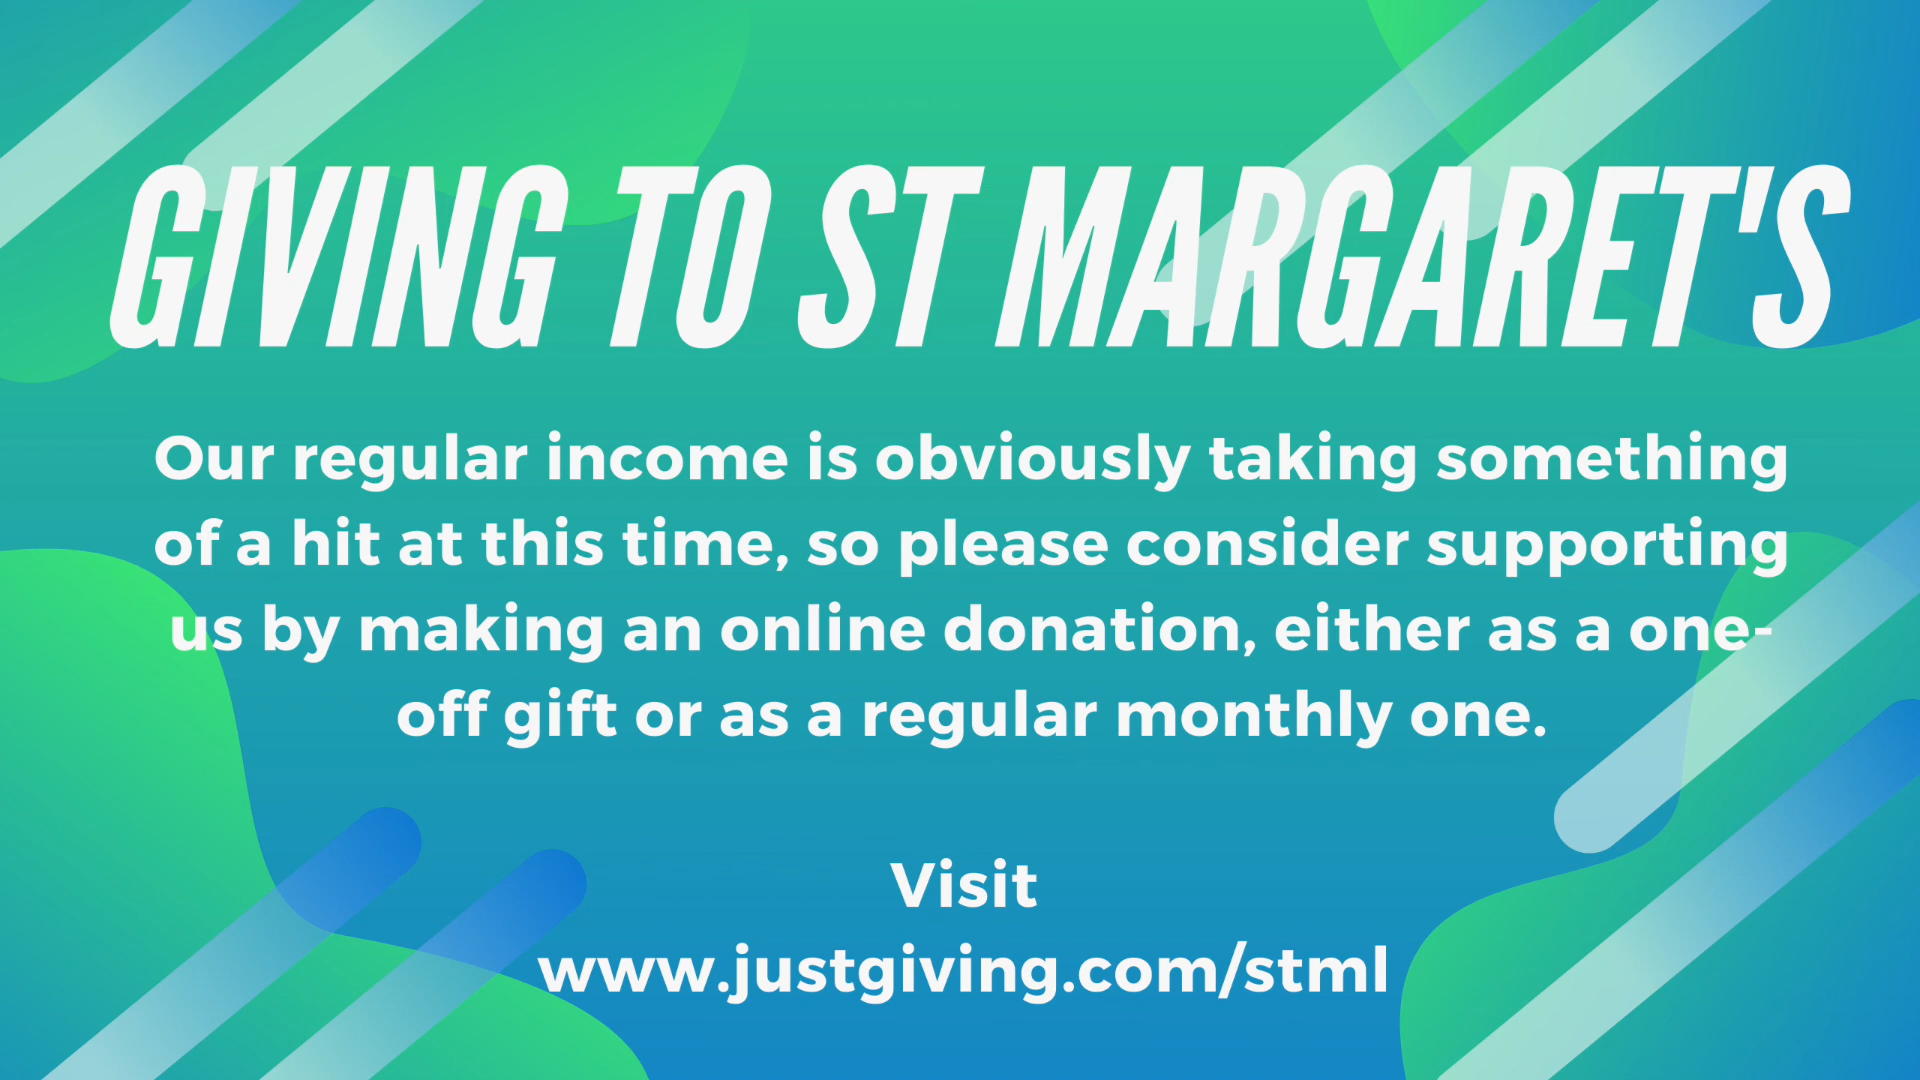 GIVING TO ST MARGARET'S
Our regular income is obviously taking something
of a hit at this time, so please consider supporting
us by making an online donation, either as a one-
off gift or as a regular monthly one.
Visit
www.justgiving.com/stml